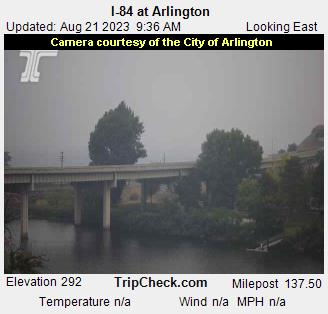 I-84 at Arlington
Updated: Aug 21 2023 9:36 AM Looking East
Camera courtesy of the City of Arlington
Elevation 292 TripCheck.com Milepost 137.50
Temperature n/a Wind n/a MPH n/a